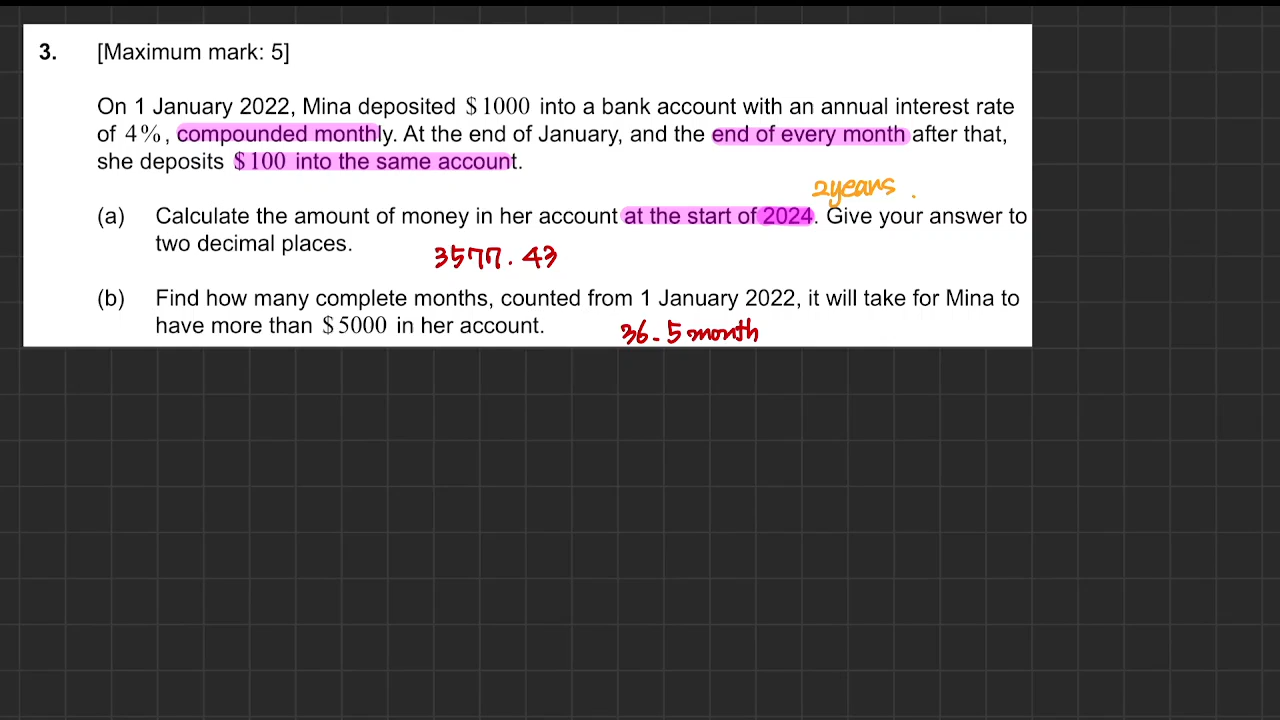 3. [Maximum mark: 5]
On 1 January 2022, Mina deposited $1000 into a bank account with an annual interest rate
of 4%, compounded monthly. At the end of January, and the end of every month after that,
she deposits $100 into the same account.
2years .
(a) Calculate the amount of money in her account at the start of 2024. Give your answer to
two decimal places.
3577.43
(b) Find how many complete months, counted from 1 January 2022, it will take for Mina to
have more than $5000 in her account.
36.5 month